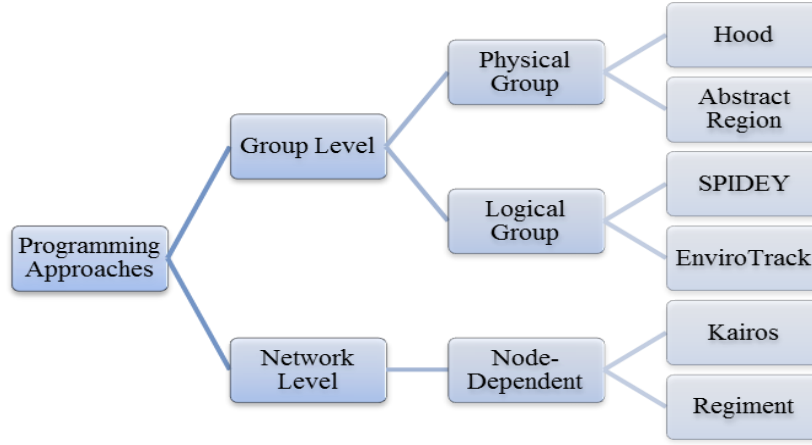 Programming
Approaches
Group Level
Network
Level
Physical
Group
Logical
Group
Node-
Dependent
Hood
Abstract
Region
SPIDEY
EnviroTrack
Kairos
Regiment